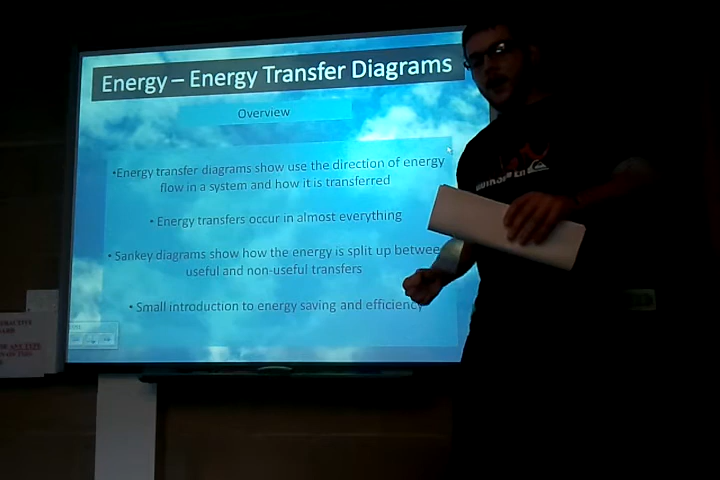 Energy – Energy Transfer Diagrams
Overview
•Energy transfer diagrams show use the direction of energy
flow in a system and how it is transferred
• Energy transfers occur in almost everything
• Sankey diagrams show how the energy is split up betwee
useful and non-useful transfers
• Small introduction to energy saving and efficiency